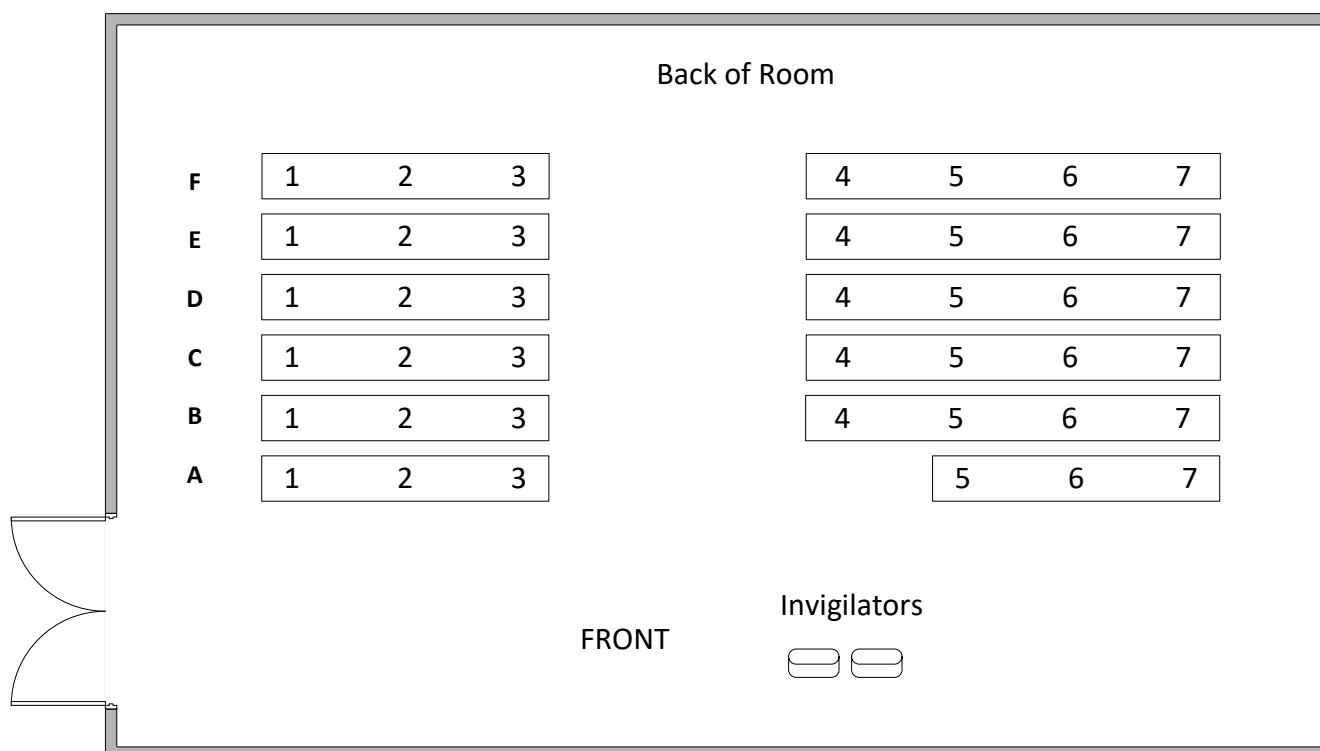 Back of Room
F 1 2 3 4 5 6 7
E 1 2 3 4 5 6 7
D 1 2 3 4 5 6 7
C 1 2 3 4 5 6 7
B 1 2 3 4 5 6 7
A 1 2 3 5 6 7
Invigilators
FRONT